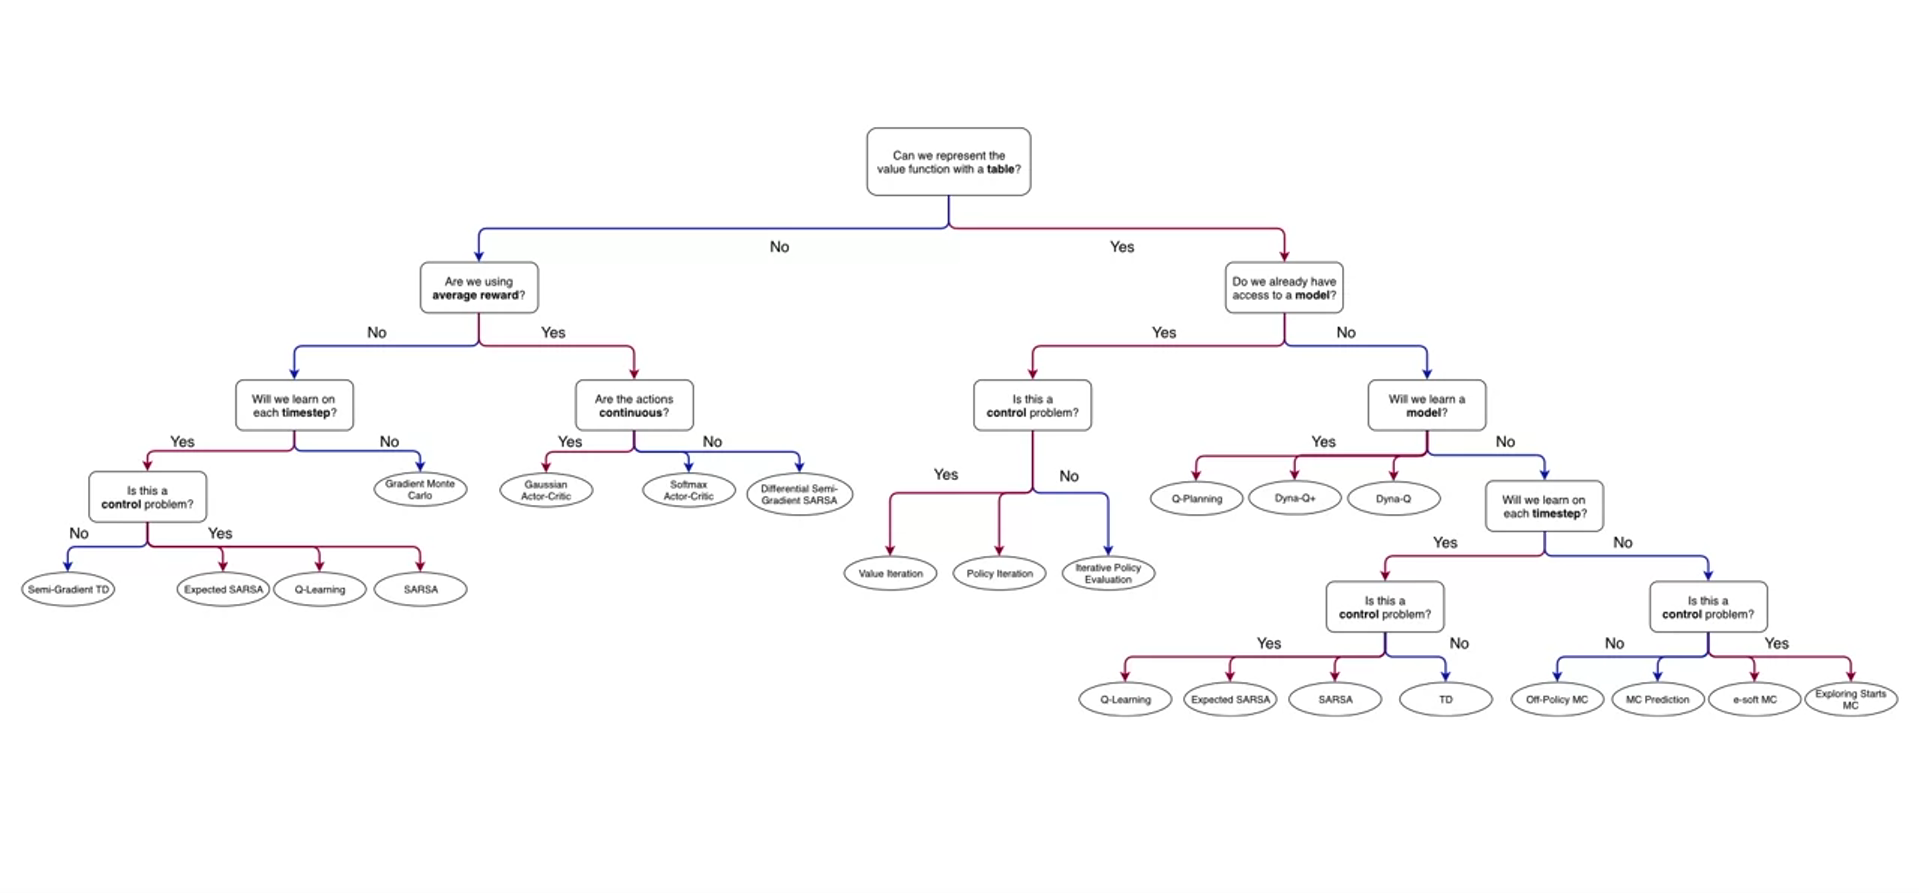 Can we represent the
value function with a table?
No
Yes
Are we using
average reward?
Do we already have
access to a model?
No
Yes
Yes
No
Will we learn on
each timestep?
Are the actions
continuous?
Is this a
control problem?
Will we learn a
model?
Yes
No
Yes
No
Yes
No
Yes
No
Is this a
control problem?
Gradient Monte
Carlo
Gaussian
Actor-Critic
Softmax
Actor-Critic
Differential Semi-
Gradient SARSA
Q-Planning
Dyna-Q+
Dyna-Q
Will we learn on
each timestep?
No
Yes
Yes
No
Semi-Gradient TD
Expected SARSA
Q-Learning
SARSA
Value Iteration
Policy Iteration
Iterative Policy
Evaluation
Is this a
control problem?
Is this a
control problem?
Yes
No
No
Yes
Q-Learning
Expected SARSA
SARSA
TD
Off-Policy MC
MC Prediction
e-soft MC
Exploring Starts
MC